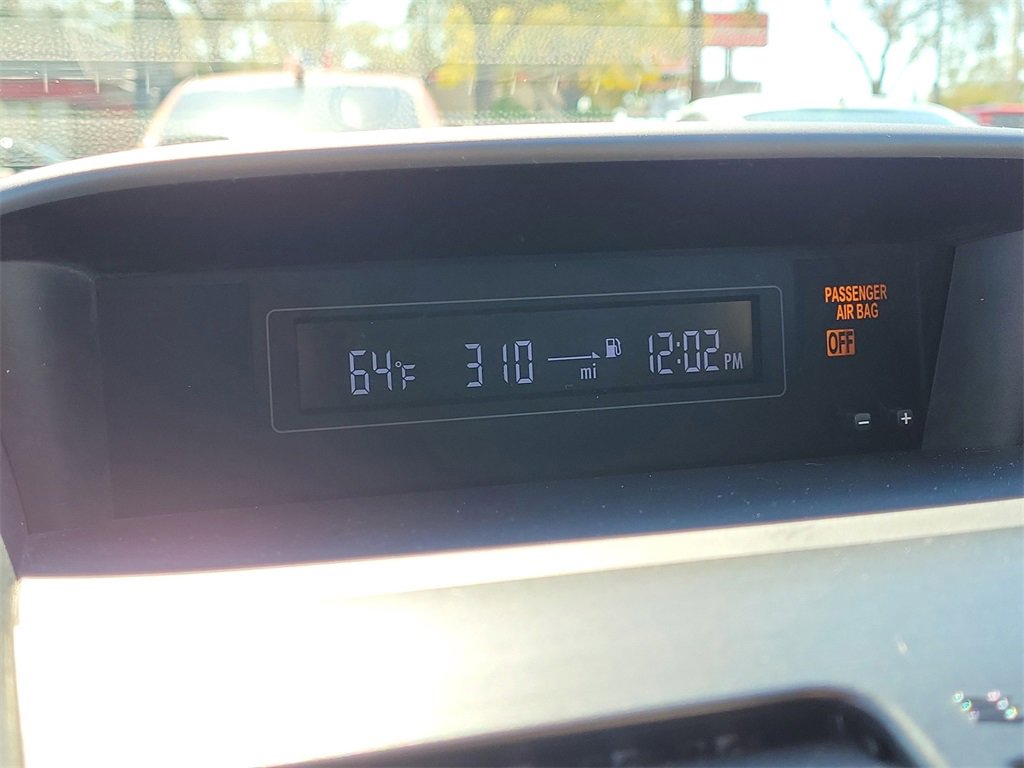 64°F 310 mi 12:02 PM
PASSENGER
AIR BAG
OFF
- +